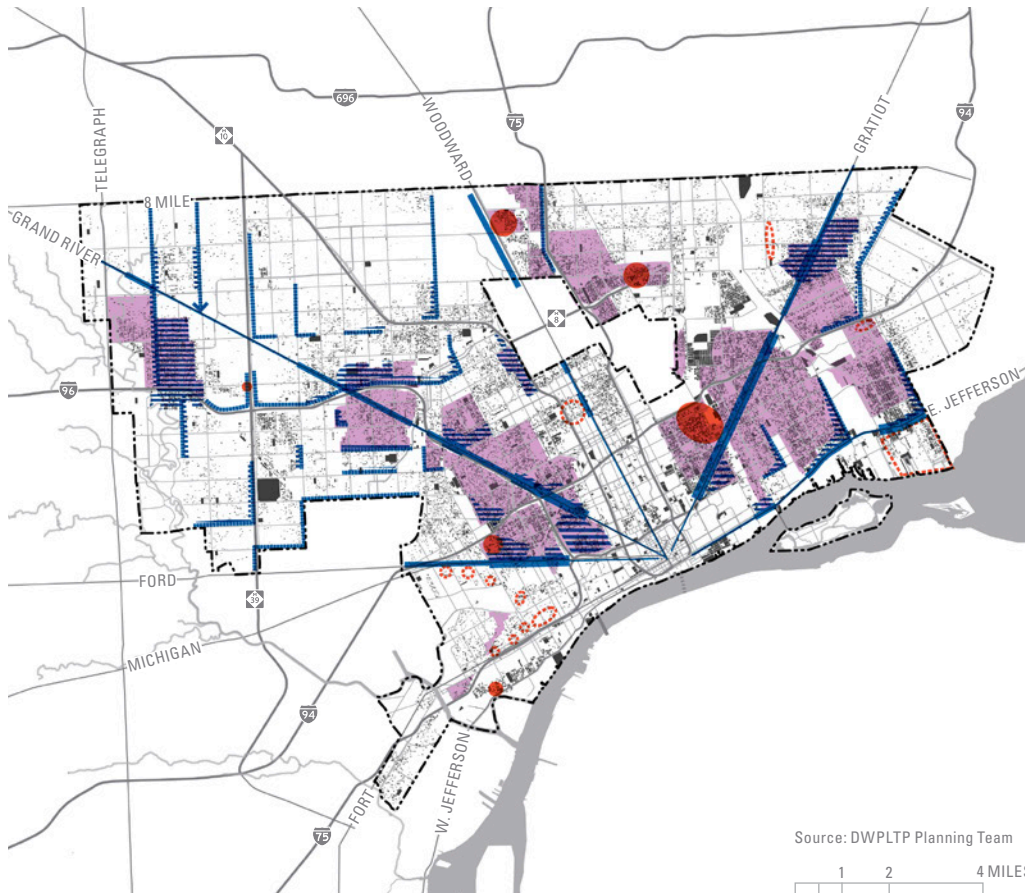 696
M 10
TELEGRAPH
WOODWARD
75
GRATIOT
94
8 MILE
GRAND RIVER
M 8
96
E. JEFFERSON
FORD
M 39
MICHIGAN
94
FORT
W. JEFFERSON
75
Source: DWPLTP Planning Team
1 2 4 MILES